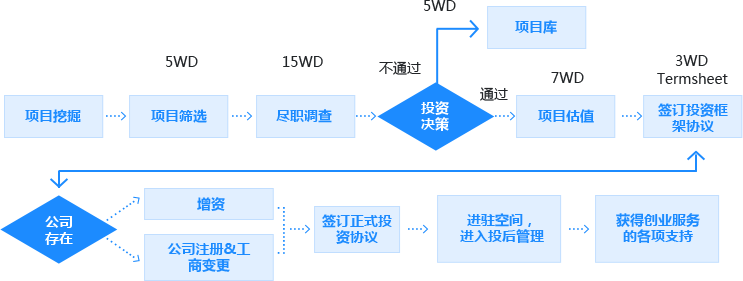 5WD
项目库
5WD
15WD
不通过
3WD
Termsheet
7WD
通过
项目挖掘
项目筛选
尽职调查
投资
决策
项目估值
签订投资框
架协议
公司
存在
增资
公司注册&工
商变更
签订正式投
资协议
进驻空间，
进入投后管理
获得创业服务
的各项支持